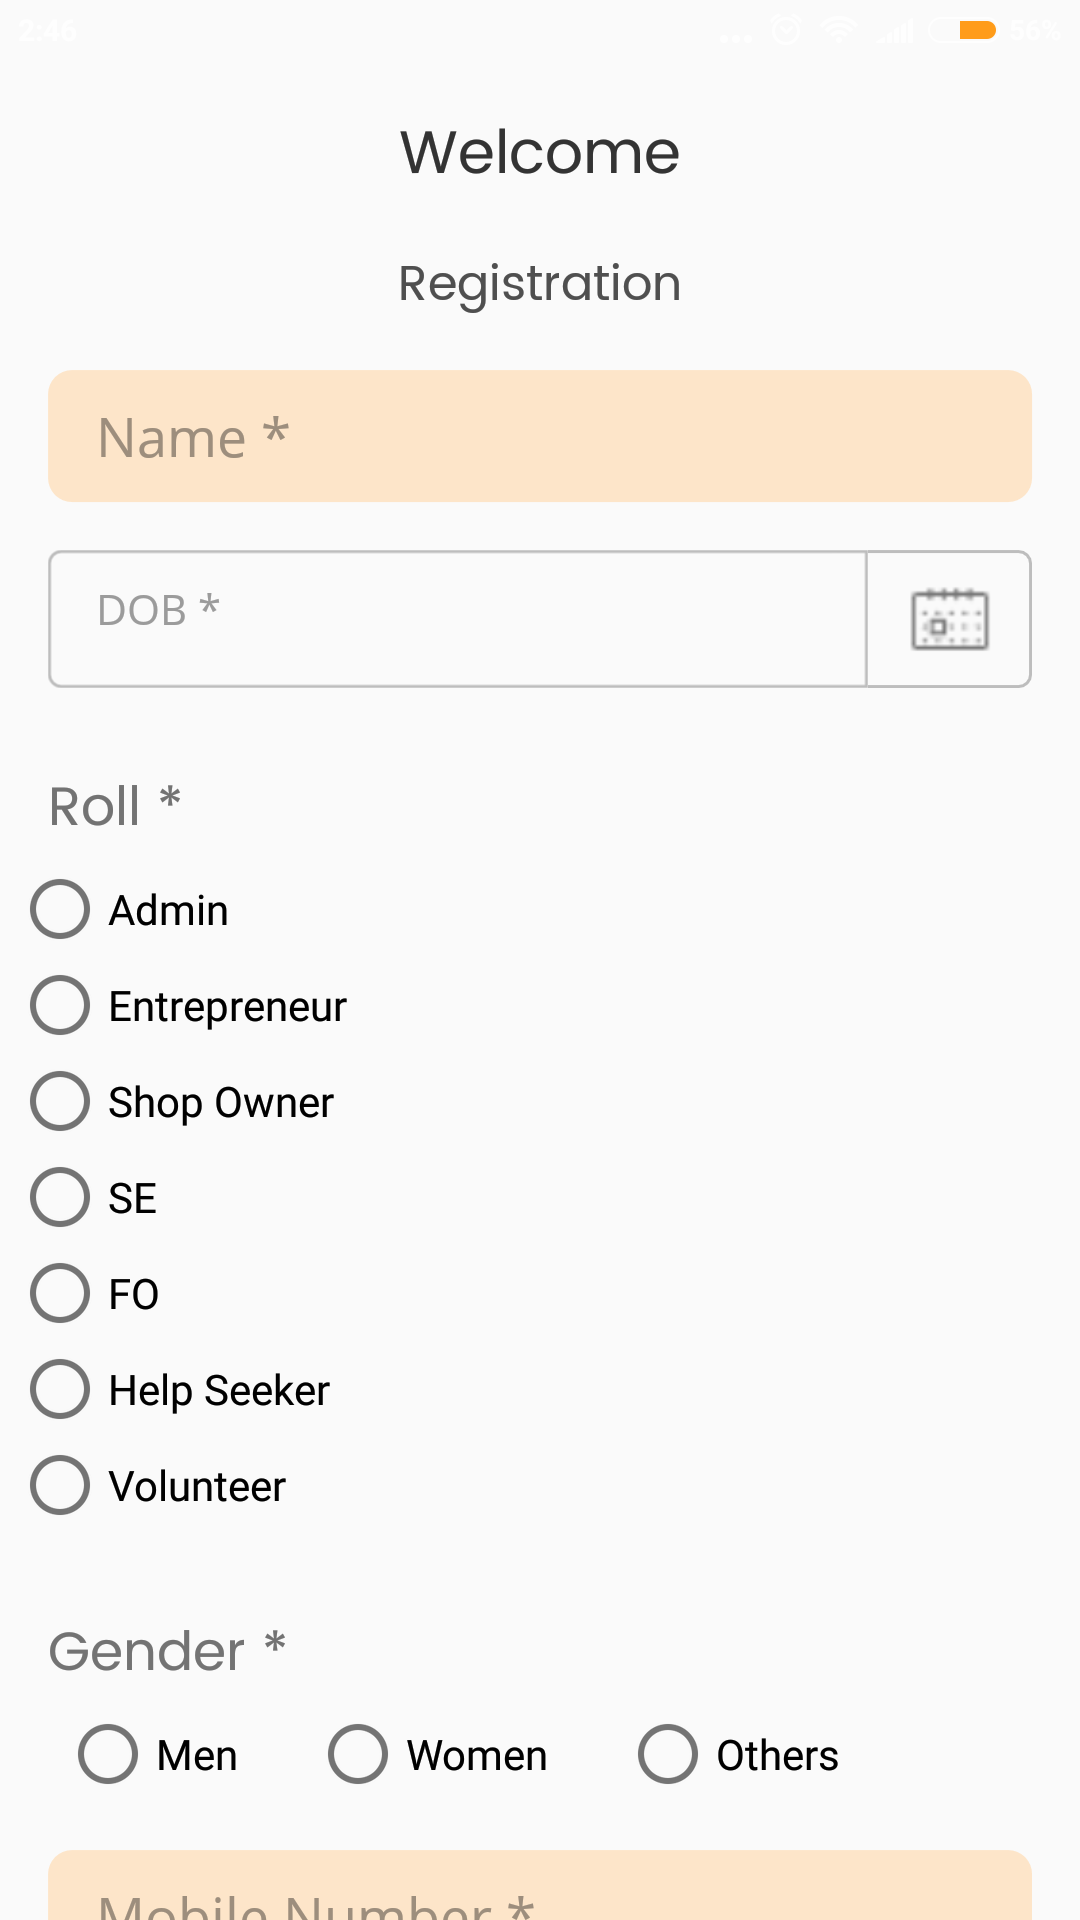 2:46
56%
Welcome
Registration
Name *
DOB *
Roll *
Admin
Entrepreneur
Shop Owner
SE
FO
Help Seeker
Volunteer
Gender *
Men Women Others
Mobile Number *